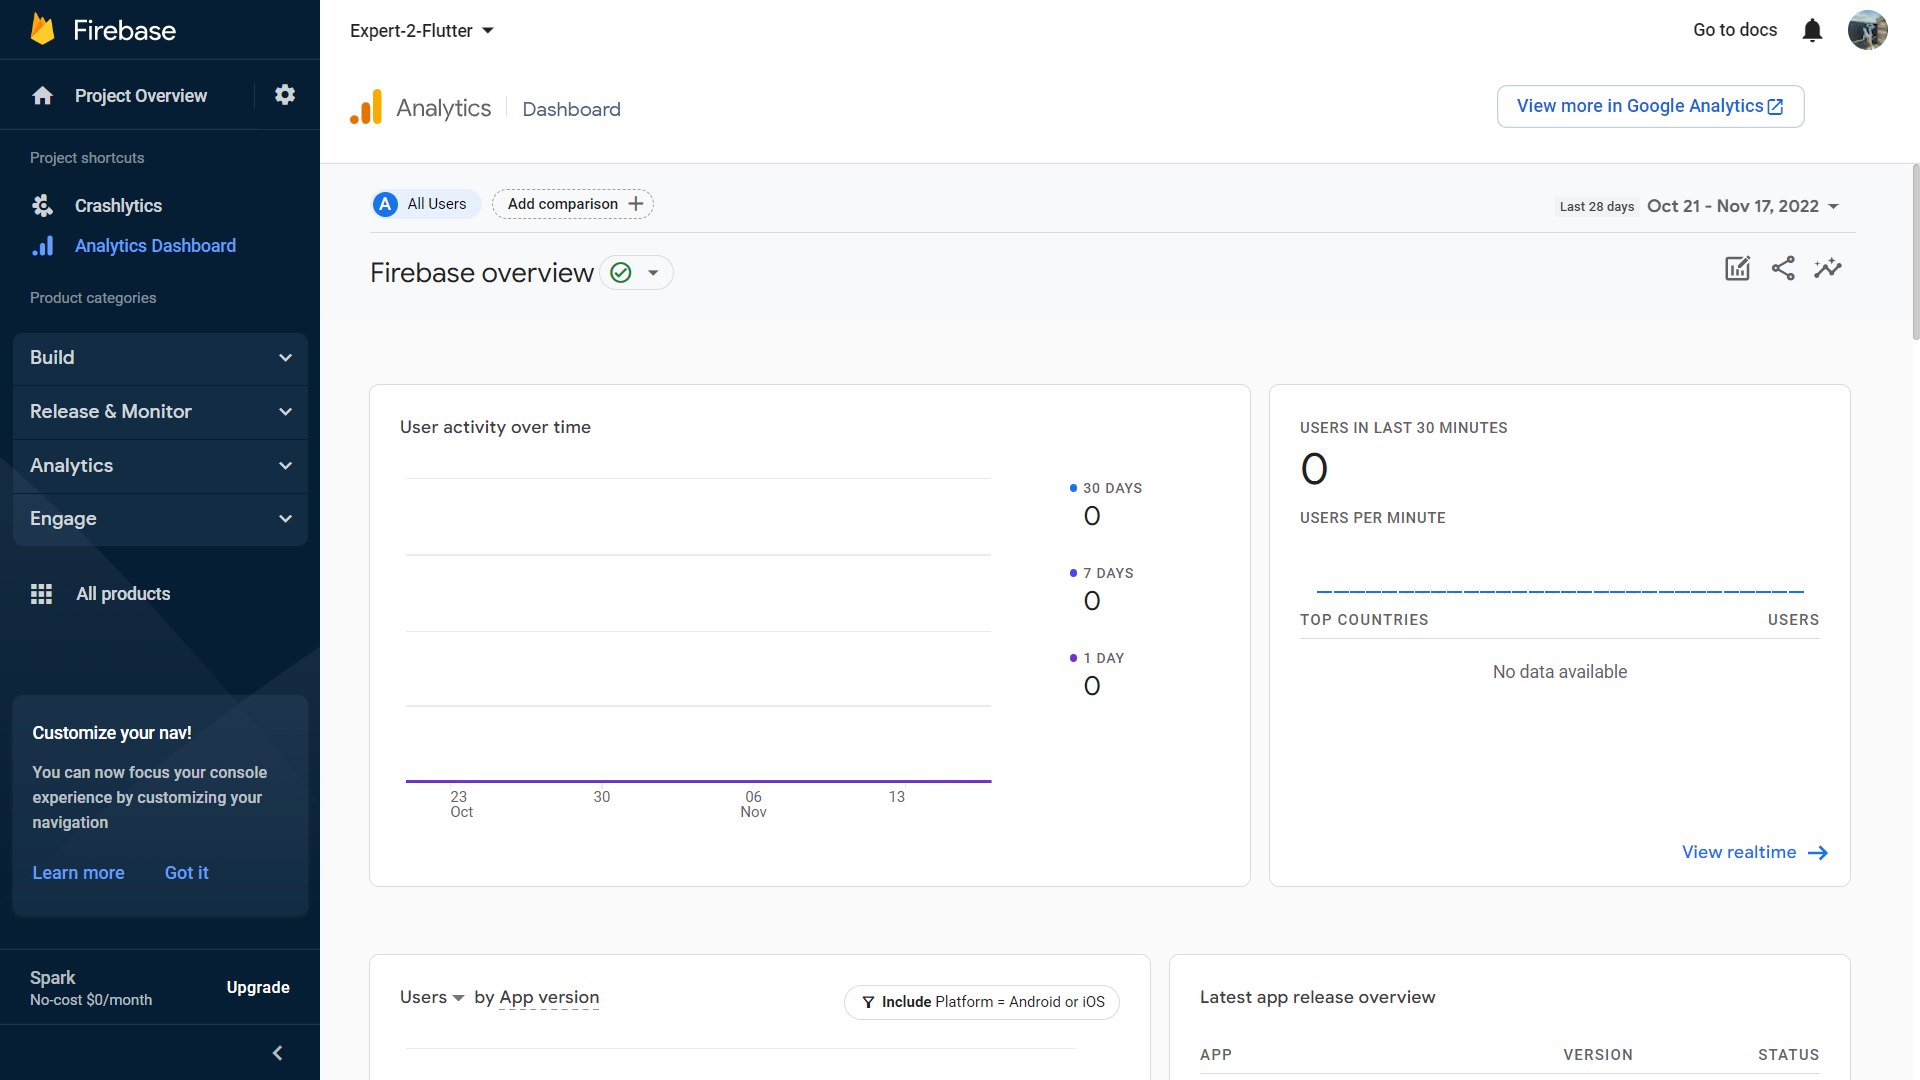 Firebase
Project Overview
Project shortcuts
Crashlytics
Analytics Dashboard
Product categories
Build
Release & Monitor
Analytics
Engage
All products
Customize your nav!
You can now focus your console
experience by customizing your
navigation
Learn more Got it
Spark
No-cost $0/month
Upgrade
Expert-2-Flutter
Go to docs
Analytics Dashboard
View more in Google Analytics
A All Users
Add comparison
Last 28 days Oct 21 - Nov 17, 2022
Firebase overview
User activity over time
30 DAYS
0
7 DAYS
0
1 DAY
0
23 30 06 13
Oct Nov
USERS IN LAST 30 MINUTES
0
USERS PER MINUTE
TOP COUNTRIES USERS
No data available
View realtime
Users by App version
Include Platform = Android or iOS
Latest app release overview
APP VERSION STATUS